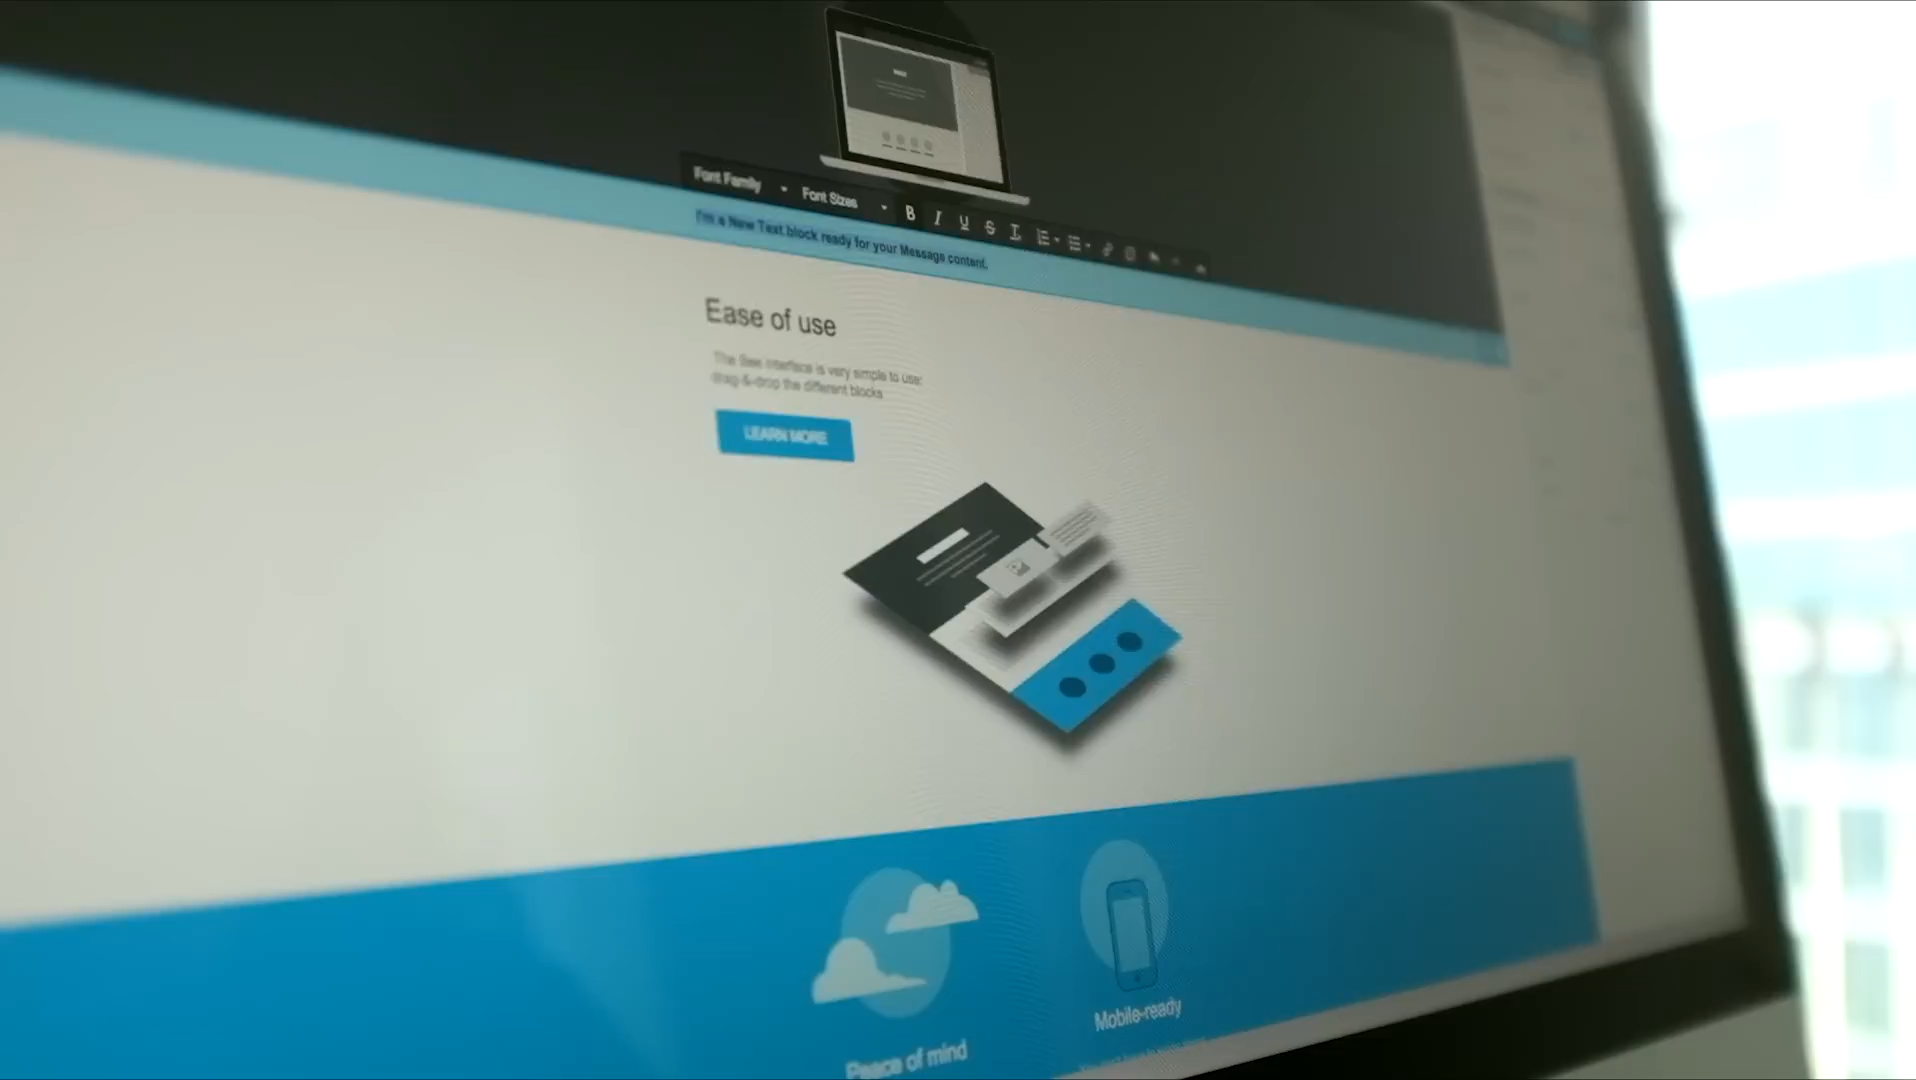 Font Family
Font Sizes
B I U S T
I'm a New Text block ready for your Message content.
Ease of use
The Bee interface is very simple to use:
drag-&-drop the different blocks
LEARN MORE
Mobile-ready
Peace of mind